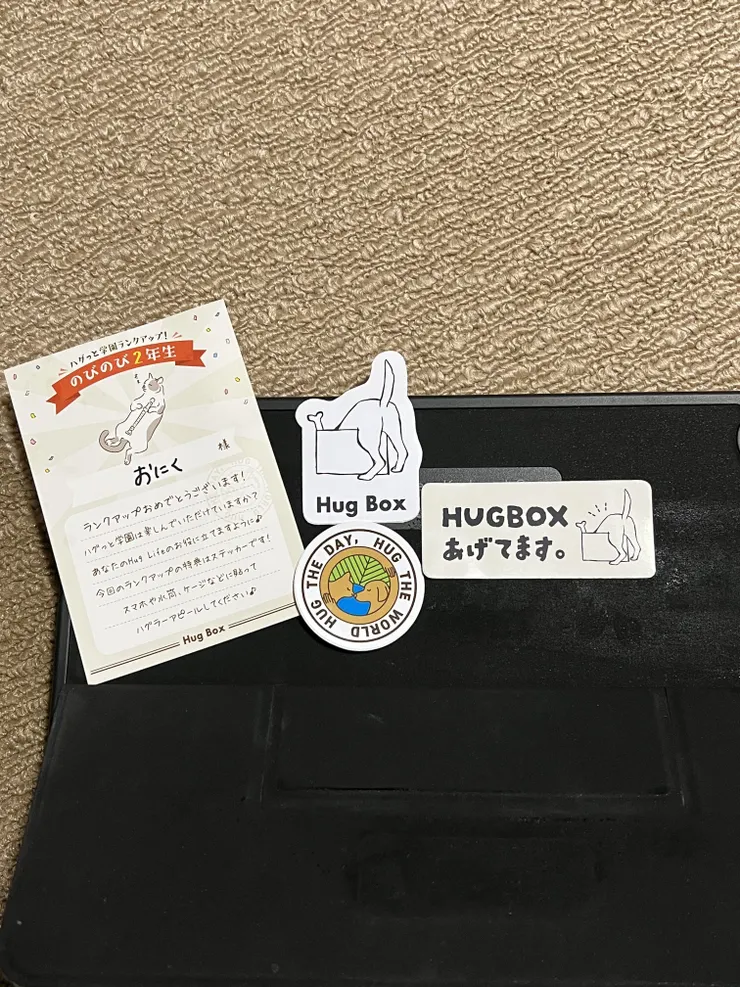 ハグっと学園ランクアップ!
のびのび2年生
おにく 様
ランクアップおめでとうございます!
ハグっと学園は楽しんでいただけていますか?
あなたのHug Lifeのお役に立てますように♪
今回のランクアップの特典はステッカーです!
スマホや水筒、ケージなどに貼って
ハグラーアピールしてください♪
Hug Box
Hug Box
HUG THE DAY, HUG THE WORLD
HUGBOX
あげてます。